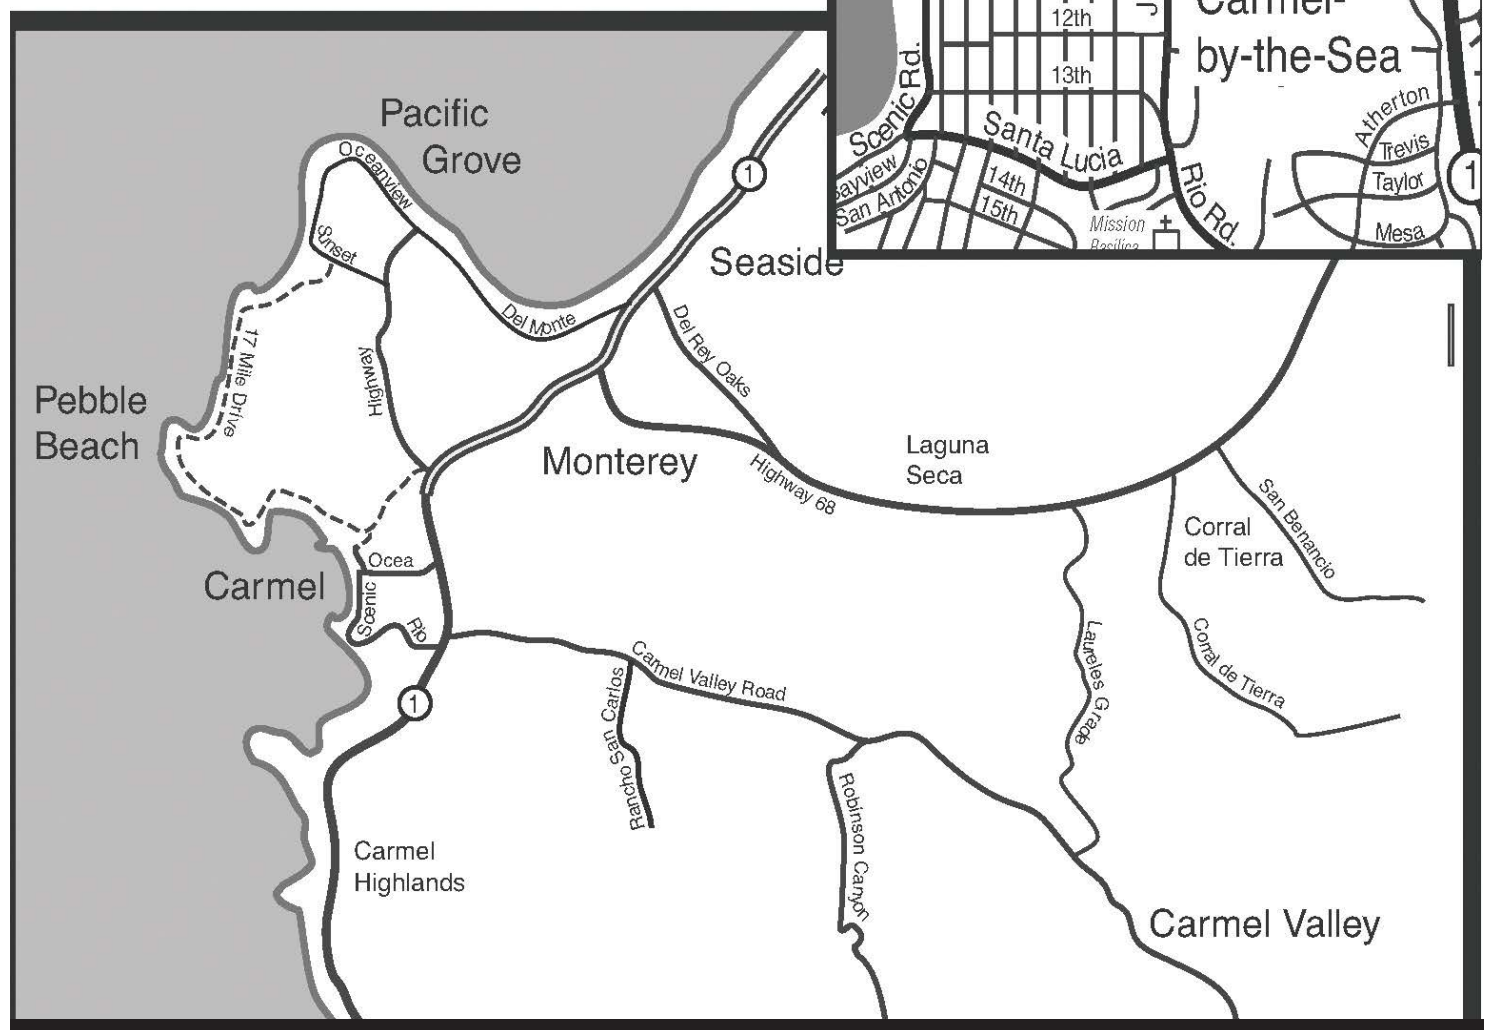 12th
J
Carmel-
by-the-Sea
13th
Scenic Rd.
Santa Lucia
Atherton
Trevis
Taylor
Mesa
1
ayview
San Antonio
14th
15th
Mission
Basilica
Rio Rd.
Pacific
Grove
Oceanview
Sunset
1
Seaside
Del Monte
Del Rey Oaks
17 Mile Drive
Highway
Pebble
Beach
Monterey
Highway 68
Laguna
Seca
San Benancio
Corral
de Tierra
Corral de Tierra
Laureles Grade
Carmel
Ocea
Scenic
Rio
1
Carmel Valley Road
Rancho San Carlos
Robinson Canyon
Carmel
Highlands
Carmel Valley